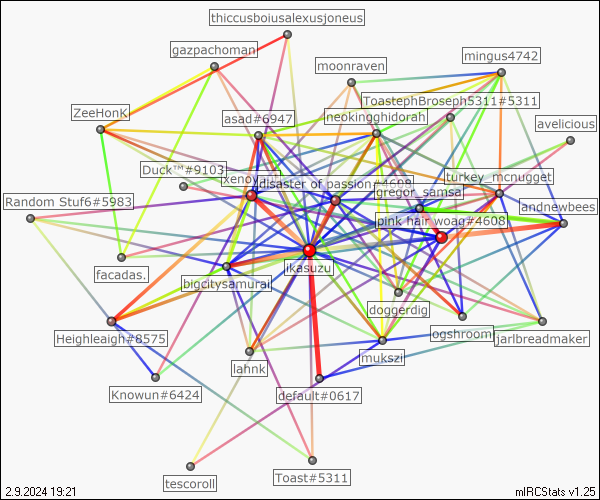 thiccusboiusalexusjoneus
gazpachoman
mingus4742
moonraven
ToastephBroseph5311#5311
ZeeHonK
asad#6947
neokingghidorah
avelicious
Duck™#9103
xenoy
disaster of passion#4698
turkey_mcnugget
gregor_samsa
Random Stuf6#5983
andnewbees
pink hair woag#4608
facadas.
ikasuzu
bigcitysamurai
doggerdig
Heighleaigh#8575
ogshroom
jarlbreadmaker
mukszi
lahnk
Knowun#6424
default#0617
tescoroll
Toast#5311
2.9.2024 19:21
mIRCStats v1.25